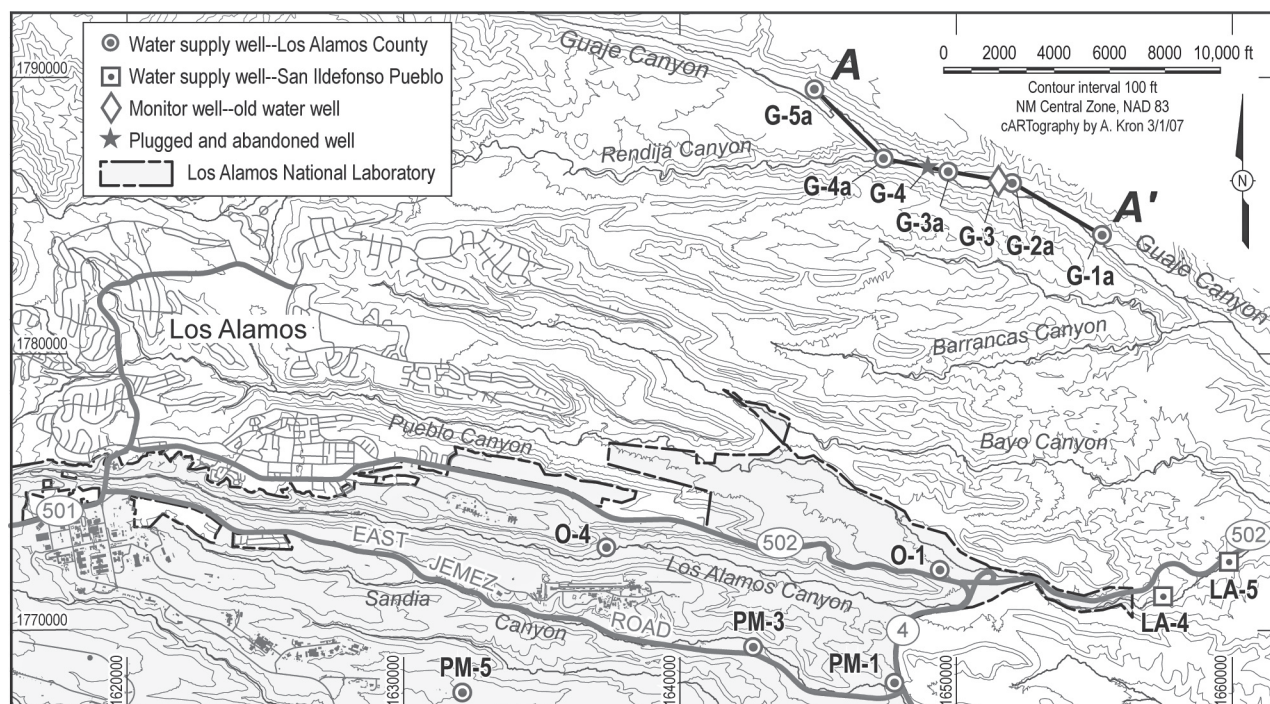 Water supply well--Los Alamos County
Water supply well--San Ildefonso Pueblo
Monitor well--old water well
Plugged and abandoned well
Los Alamos National Laboratory
0 2000 4000 6000 8000 10,000 ft
Contour interval 100 ft
NM Central Zone, NAD 83
cARTography by A. Kron 3/1/07
N
1790000
Guaje Canyon
A
G-5a
Rendija Canyon
G-4a
G-4
G-3a
G-3
G-2a
A'
G-1a
Guaje Canyon
Los Alamos
1780000
Barrancas Canyon
Pueblo Canyon
Bayo Canyon
501
EAST
JEMEZ
ROAD
O-4
502
O-1
502
LA-5
Los Alamos Canyon
LA-4
Sandia
Canyon
1770000
PM-3
4
PM-1
PM-5
1620000
1630000
1640000
1650000
1660000